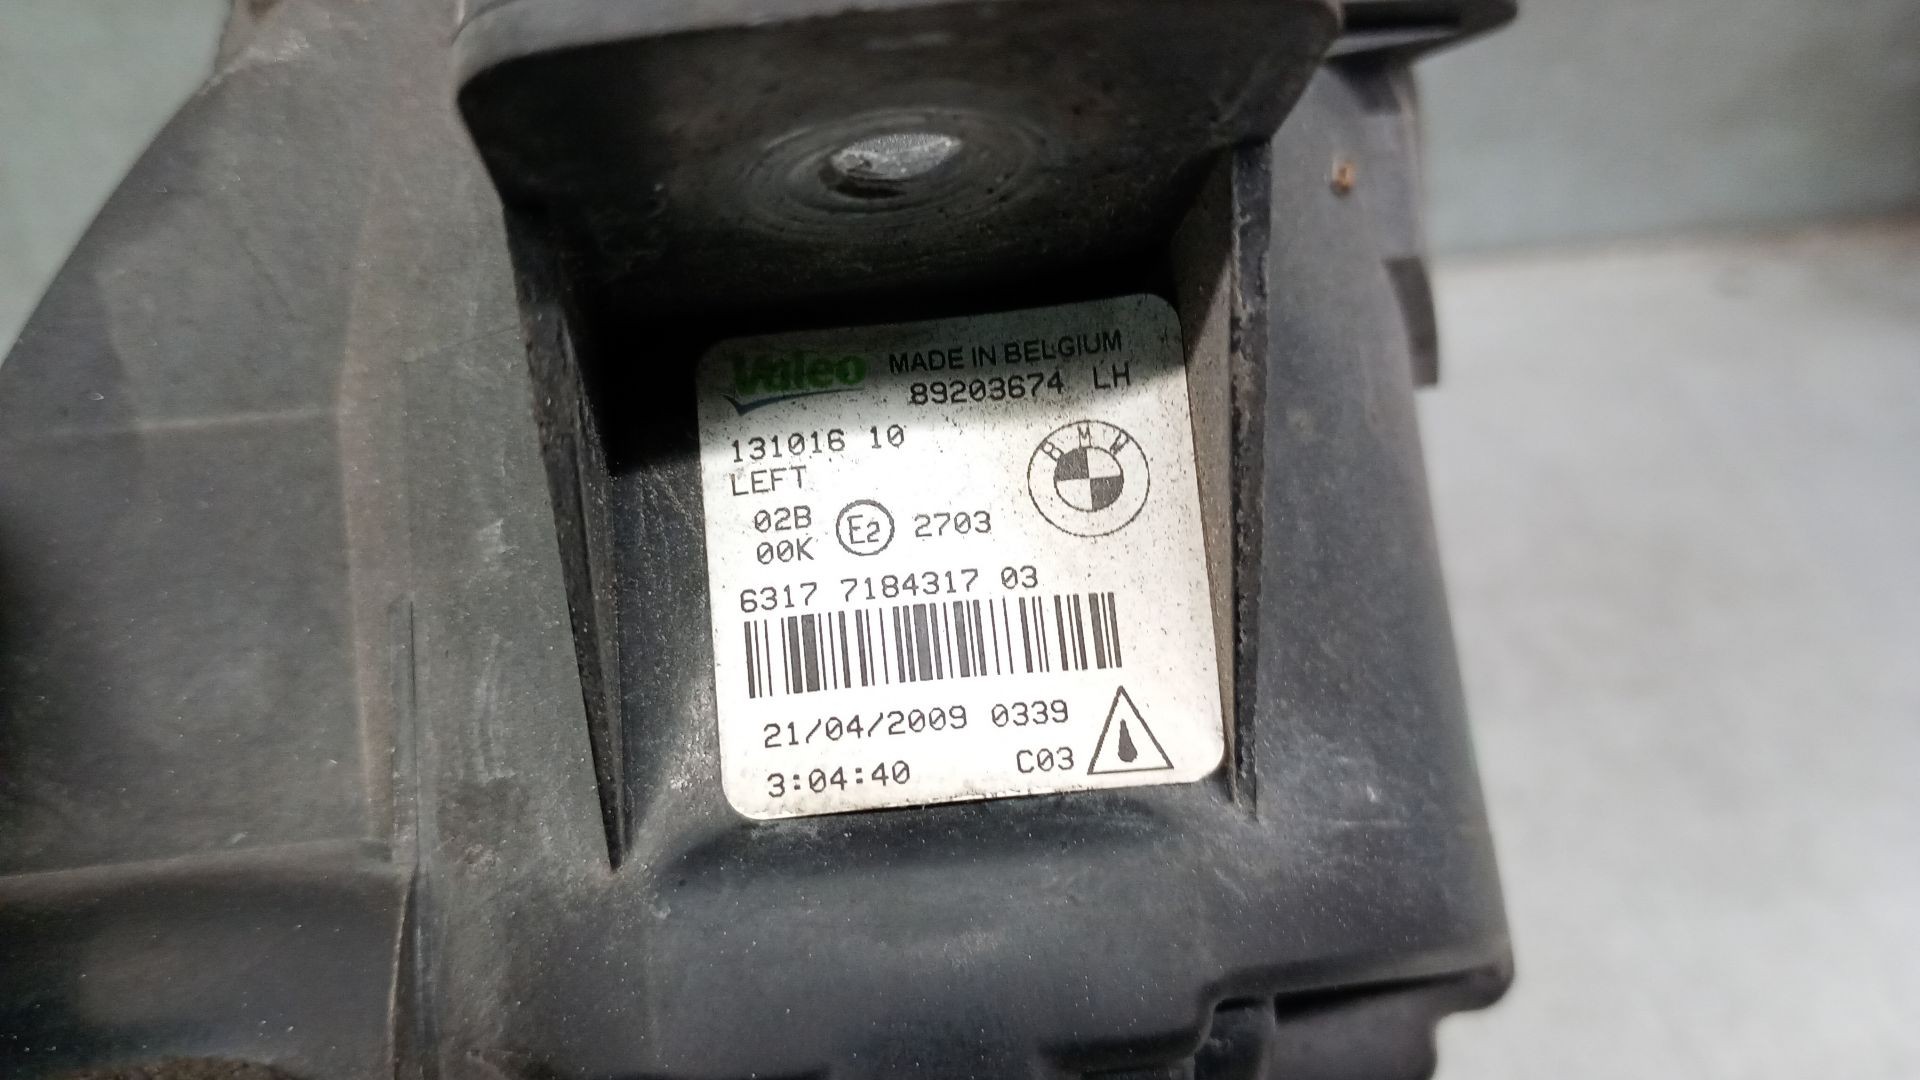 Valeo MADE IN BELGIUM
89203674 LH
131016 10
LEFT
BMW
02B
00K
E2 2703
6317 7184317 03
21/04/2009 0339
3:04:40 C03